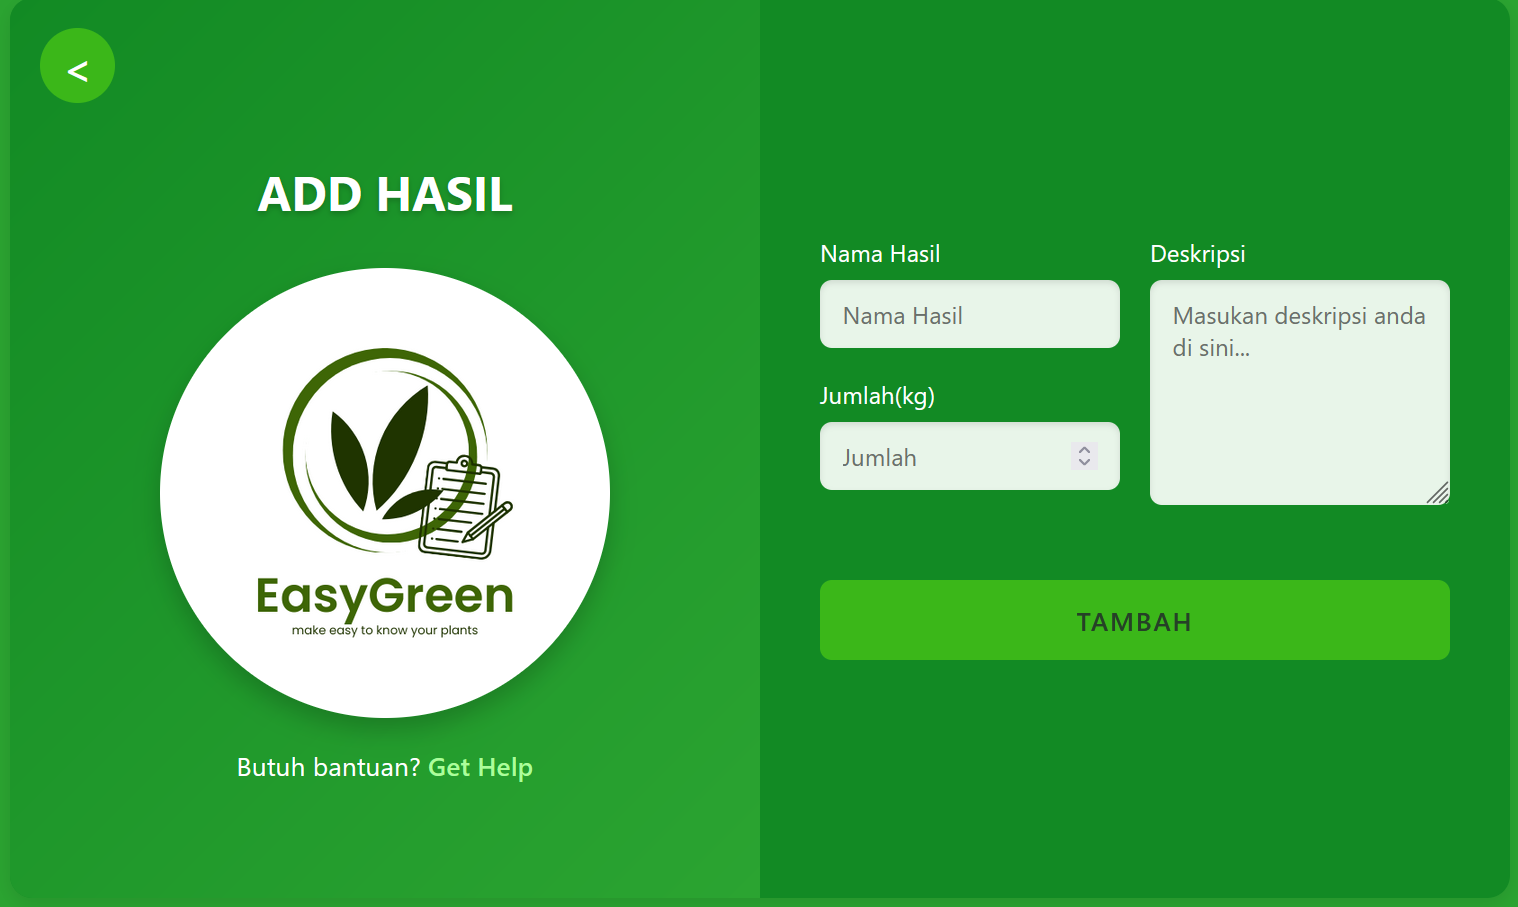 <
ADD HASIL
EasyGreen
make easy to know your plants
Butuh bantuan? Get Help
Nama Hasil
Nama Hasil
Jumlah(kg)
Jumlah
Deskripsi
Masukan deskripsi anda
di sini...
TAMBAH